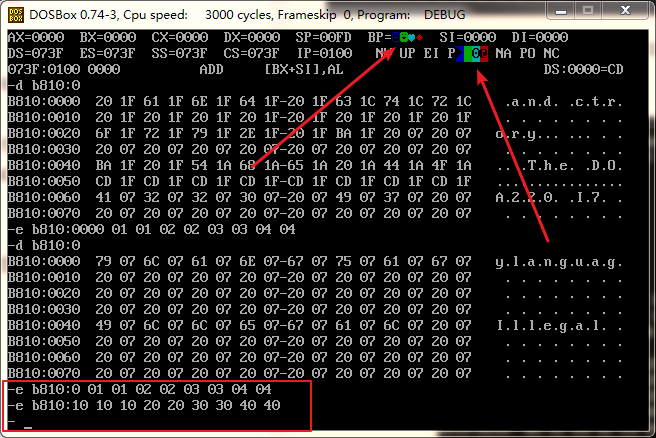 DOSBox 0.74-3, Cpu speed: 3000 cycles, Frameskip 0, Program: DEBUG
AX=0000 BX=0000 CX=0000 DX=0000 SP=00FD BP= SI=0000 DI=0000
DS=073F ES=073F SS=073F CS=073F IP=0100 NV UP EI P NA PO NC
073F:0100 0000 ADD [BX+SI],AL DS:0000=CD
-d b810:0
B810:0000 20 1F 61 1F 6E 1F 64 1F-20 1F 63 1C 74 1C 72 1C .a.n.d. .c.t.r.
B810:0010 20 1F 20 1F 20 1F 20 1F-20 1F 20 1F 20 1F 20 1F . . . . . . . .
B810:0020 6F 1F 72 1F 79 1F 2E 1F-20 1F BA 1F 20 07 20 07 o.r.y... ... . .
B810:0030 20 07 20 07 20 07 20 07-20 07 20 07 20 07 20 07 . . . . . . . .
B810:0040 BA 1F 20 1F 54 1A 68 1A-65 1A 20 1A 44 1A 4F 1A .. .T.h.e. .D.O.
B810:0050 CD 1F CD 1F CD 1F CD 1F-CD 1F CD 1F CD 1F CD 1F ................
B810:0060 41 07 32 07 32 07 30 07-20 07 49 07 37 07 20 07 A.2.2.0. .I.7. .
B810:0070 20 07 20 07 20 07 20 07-20 07 20 07 20 07 20 07 . . . . . . . .
-e b810:0000 01 01 02 02 03 03 04 04
-d b810:0
B810:0000 79 07 6C 07 61 07 6E 07-67 07 75 07 61 07 67 07 y.l.a.n.g.u.a.g.
B810:0010 20 07 20 07 20 07 20 07-20 07 20 07 20 07 20 07 . . . . . . . .
B810:0020 20 07 20 07 20 07 20 07-20 07 20 07 20 07 20 07 . . . . . . . .
B810:0030 20 07 20 07 20 07 20 07-20 07 20 07 20 07 20 07 . . . . . . . .
B810:0040 49 07 6C 07 6C 07 65 07-67 07 61 07 6C 07 20 07 I.l.l.e.g.a.l. .
B810:0050 20 07 20 07 20 07 20 07-20 07 20 07 20 07 20 07 . . . . . . . .
B810:0060 20 07 20 07 20 07 20 07-20 07 20 07 20 07 20 07 . . . . . . . .
B810:0070 20 07 20 07 20 07 20 07-20 07 20 07 20 07 20 07 . . . . . . . .
-e b810:0 01 01 02 02 03 03 04 04
-e b810:10 10 10 20 20 30 30 40 40
-